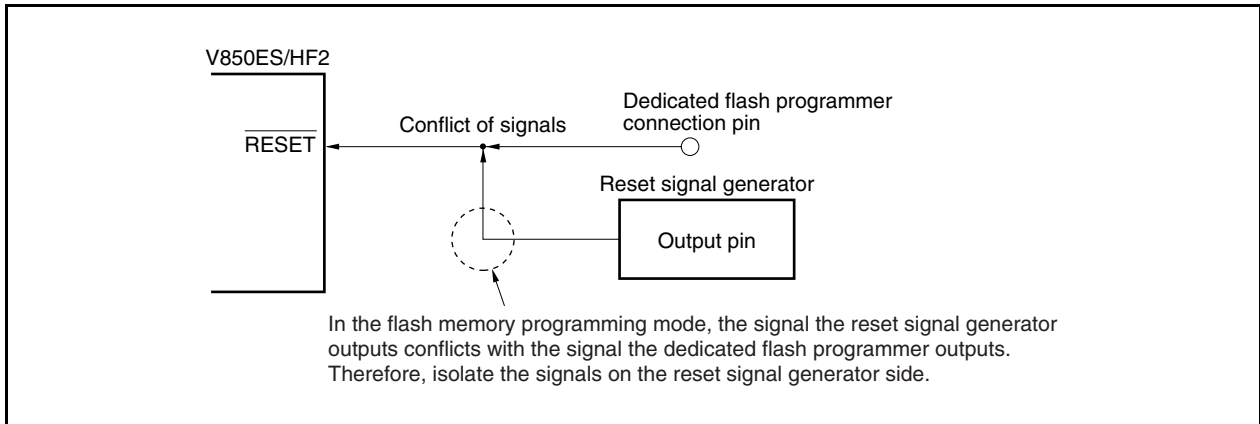 V850ES/HF2
Dedicated flash programmer
connection pin
Conflict of signals
RESET
Reset signal generator
Output pin
In the flash memory programming mode, the signal the reset signal generator
outputs conflicts with the signal the dedicated flash programmer outputs.
Therefore, isolate the signals on the reset signal generator side.